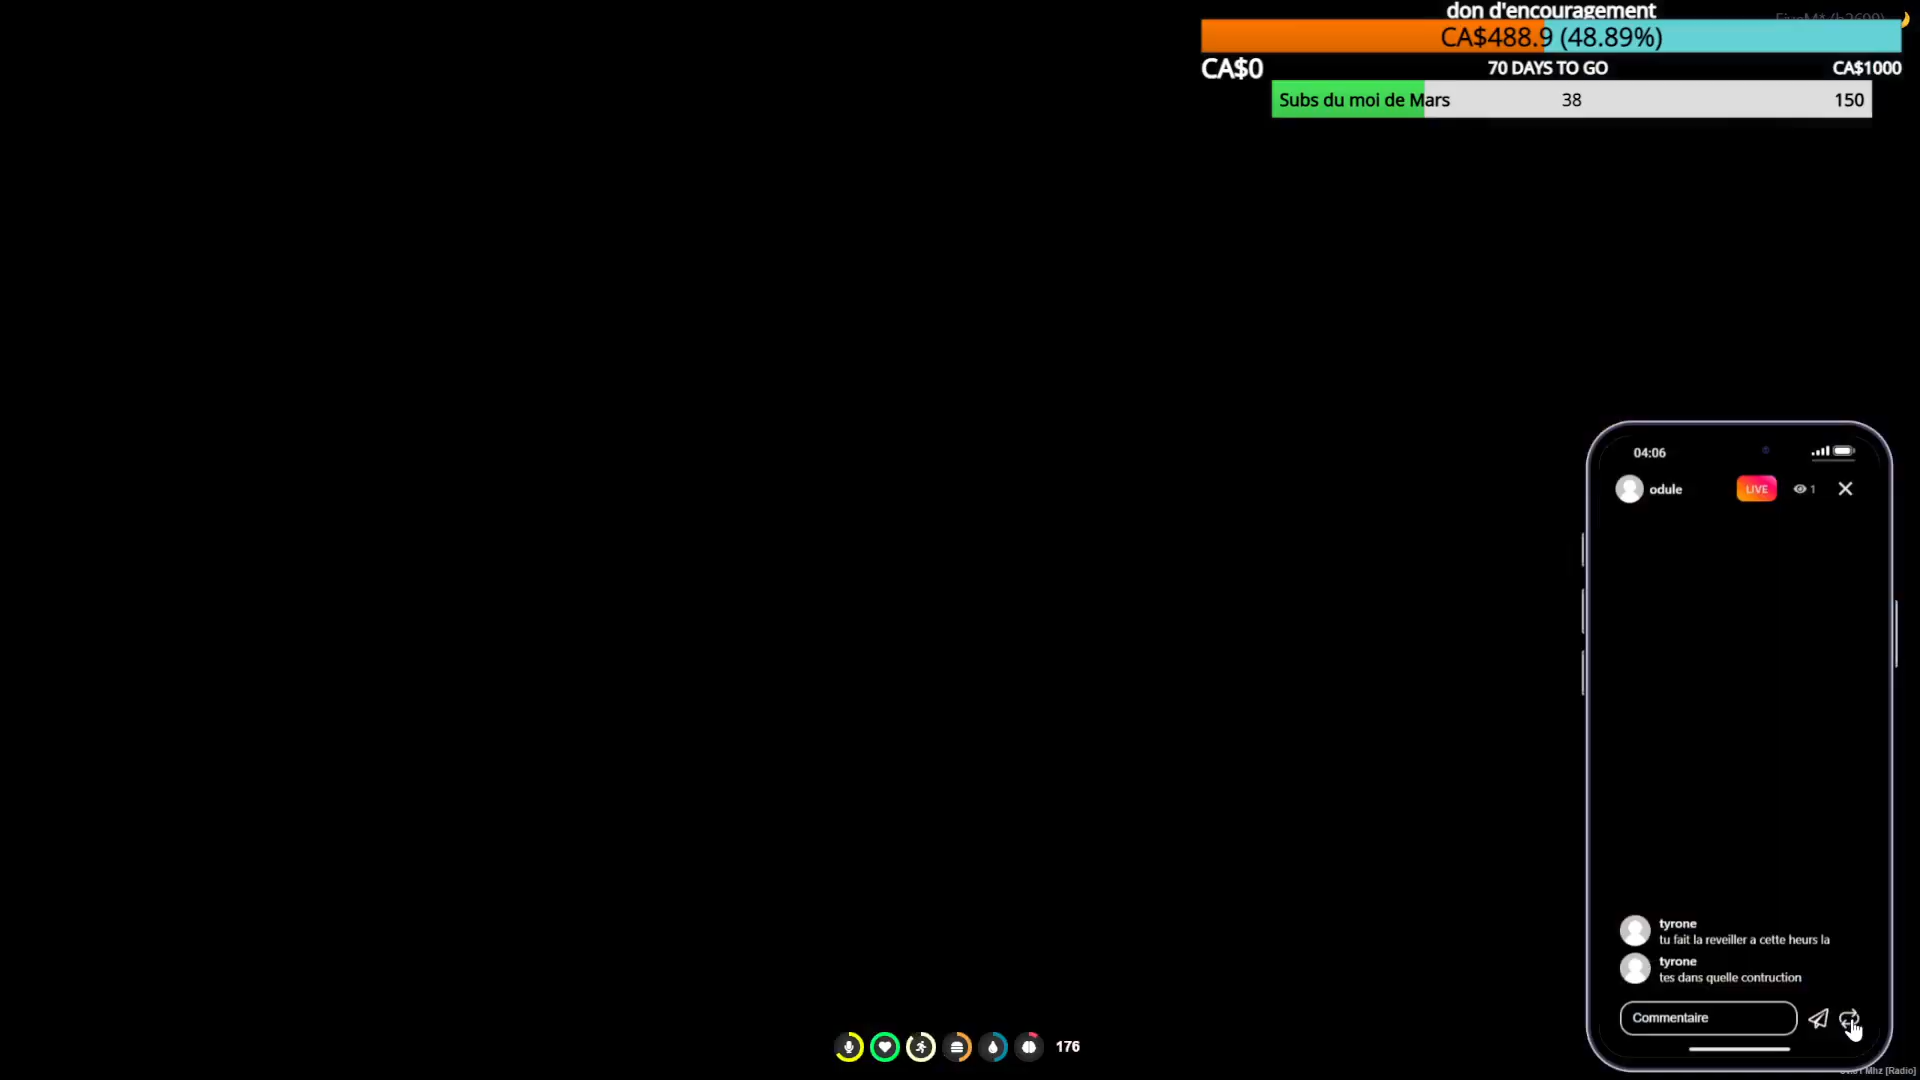 don d'encouragement
CA$488.9 (48.89%)
CA$0
70 DAYS TO GO
CA$1000
Subs du moi de Mars
38
150
04:06
odule
LIVE
1
tyrone
tu fait la reveiller a cette heurs la
tyrone
tes dans quelle contruction
Commentaire
176
Mhz [Radio]